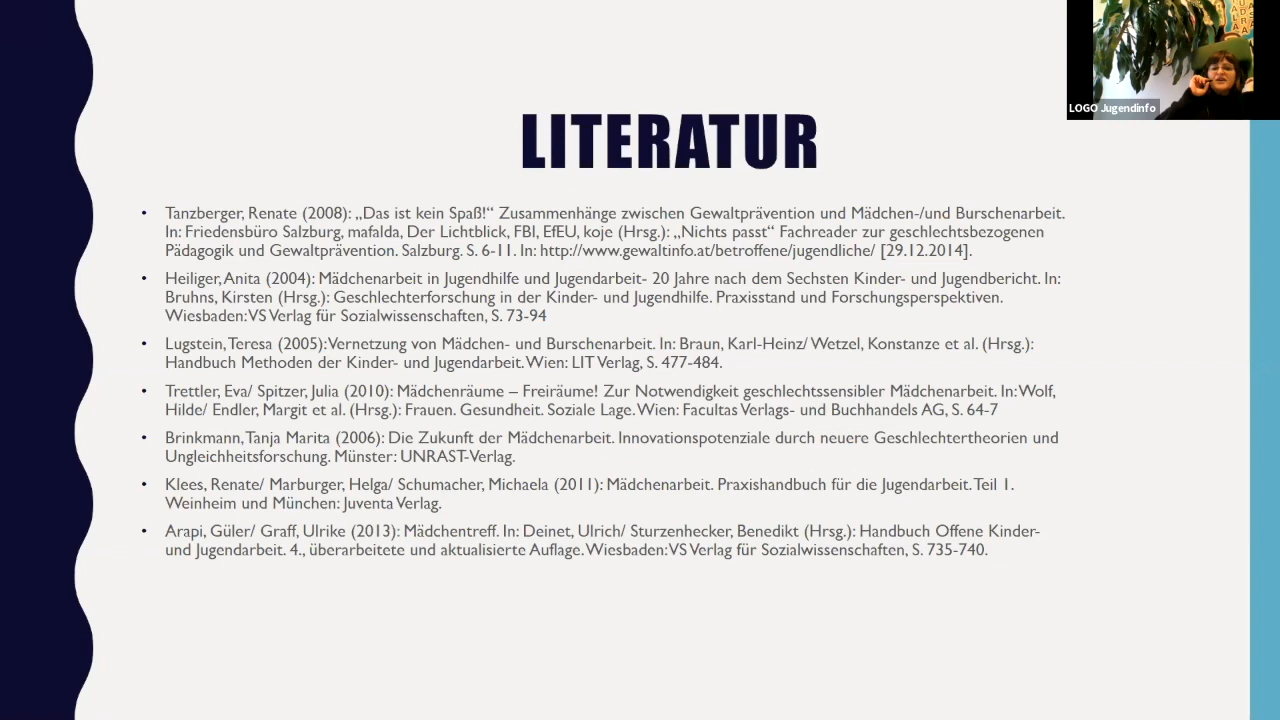 LITERATUR
• Tanzberger, Renate (2008): „Das ist kein Spaß!“ Zusammenhänge zwischen Gewaltprävention und Mädchen-/und Burschenarbeit.
In: Friedensbüro Salzburg, mafalda, Der Lichtblick, FBI, EfEU, koje (Hrsg.): „Nichts passt“ Fachreader zur geschlechtsbezogenen
Pädagogik und Gewaltprävention. Salzburg. S. 6-11. In: http://www.gewaltinfo.at/betroffene/jugendliche/ [29.12.2014].
• Heiliger, Anita (2004): Mädchenarbeit in Jugendhilfe und Jugendarbeit- 20 Jahre nach dem Sechsten Kinder- und Jugendbericht. In:
Bruhns, Kirsten (Hrsg.): Geschlechterforschung in der Kinder- und Jugendhilfe. Praxisstand und Forschungsperspektiven.
Wiesbaden: VS Verlag für Sozialwissenschaften, S. 73-94
• Lugstein, Teresa (2005): Vernetzung von Mädchen- und Burschenarbeit. In: Braun, Karl-Heinz/ Wetzel, Konstanze et al. (Hrsg.):
Handbuch Methoden der Kinder- und Jugendarbeit. Wien: LIT Verlag, S. 477-484.
• Trettler, Eva/ Spitzer, Julia (2010): Mädchenräume – Freiräume! Zur Notwendigkeit geschlechtssensibler Mädchenarbeit. In: Wolf,
Hilde/ Endler, Margit et al. (Hrsg.): Frauen. Gesundheit. Soziale Lage. Wien: Facultas Verlags- und Buchhandels AG, S. 64-7
• Brinkmann, Tanja Marita (2006): Die Zukunft der Mädchenarbeit. Innovationspotenziale durch neuere Geschlechtertheorien und
Ungleichheitsforschung. Münster: UNRAST-Verlag.
• Klees, Renate/ Marburger, Helga/ Schumacher, Michaela (2011): Mädchenarbeit. Praxishandbuch für die Jugendarbeit. Teil 1.
Weinheim und München: Juventa Verlag.
• Arapi, Güler/ Graff, Ulrike (2013): Mädchentreff. In: Deinet, Ulrich/ Sturzenhecker, Benedikt (Hrsg.): Handbuch Offene Kinder-
und Jugendarbeit. 4., überarbeitete und aktualisierte Auflage. Wiesbaden: VS Verlag für Sozialwissenschaften, S. 735-740.
LOGO Jugendinfo